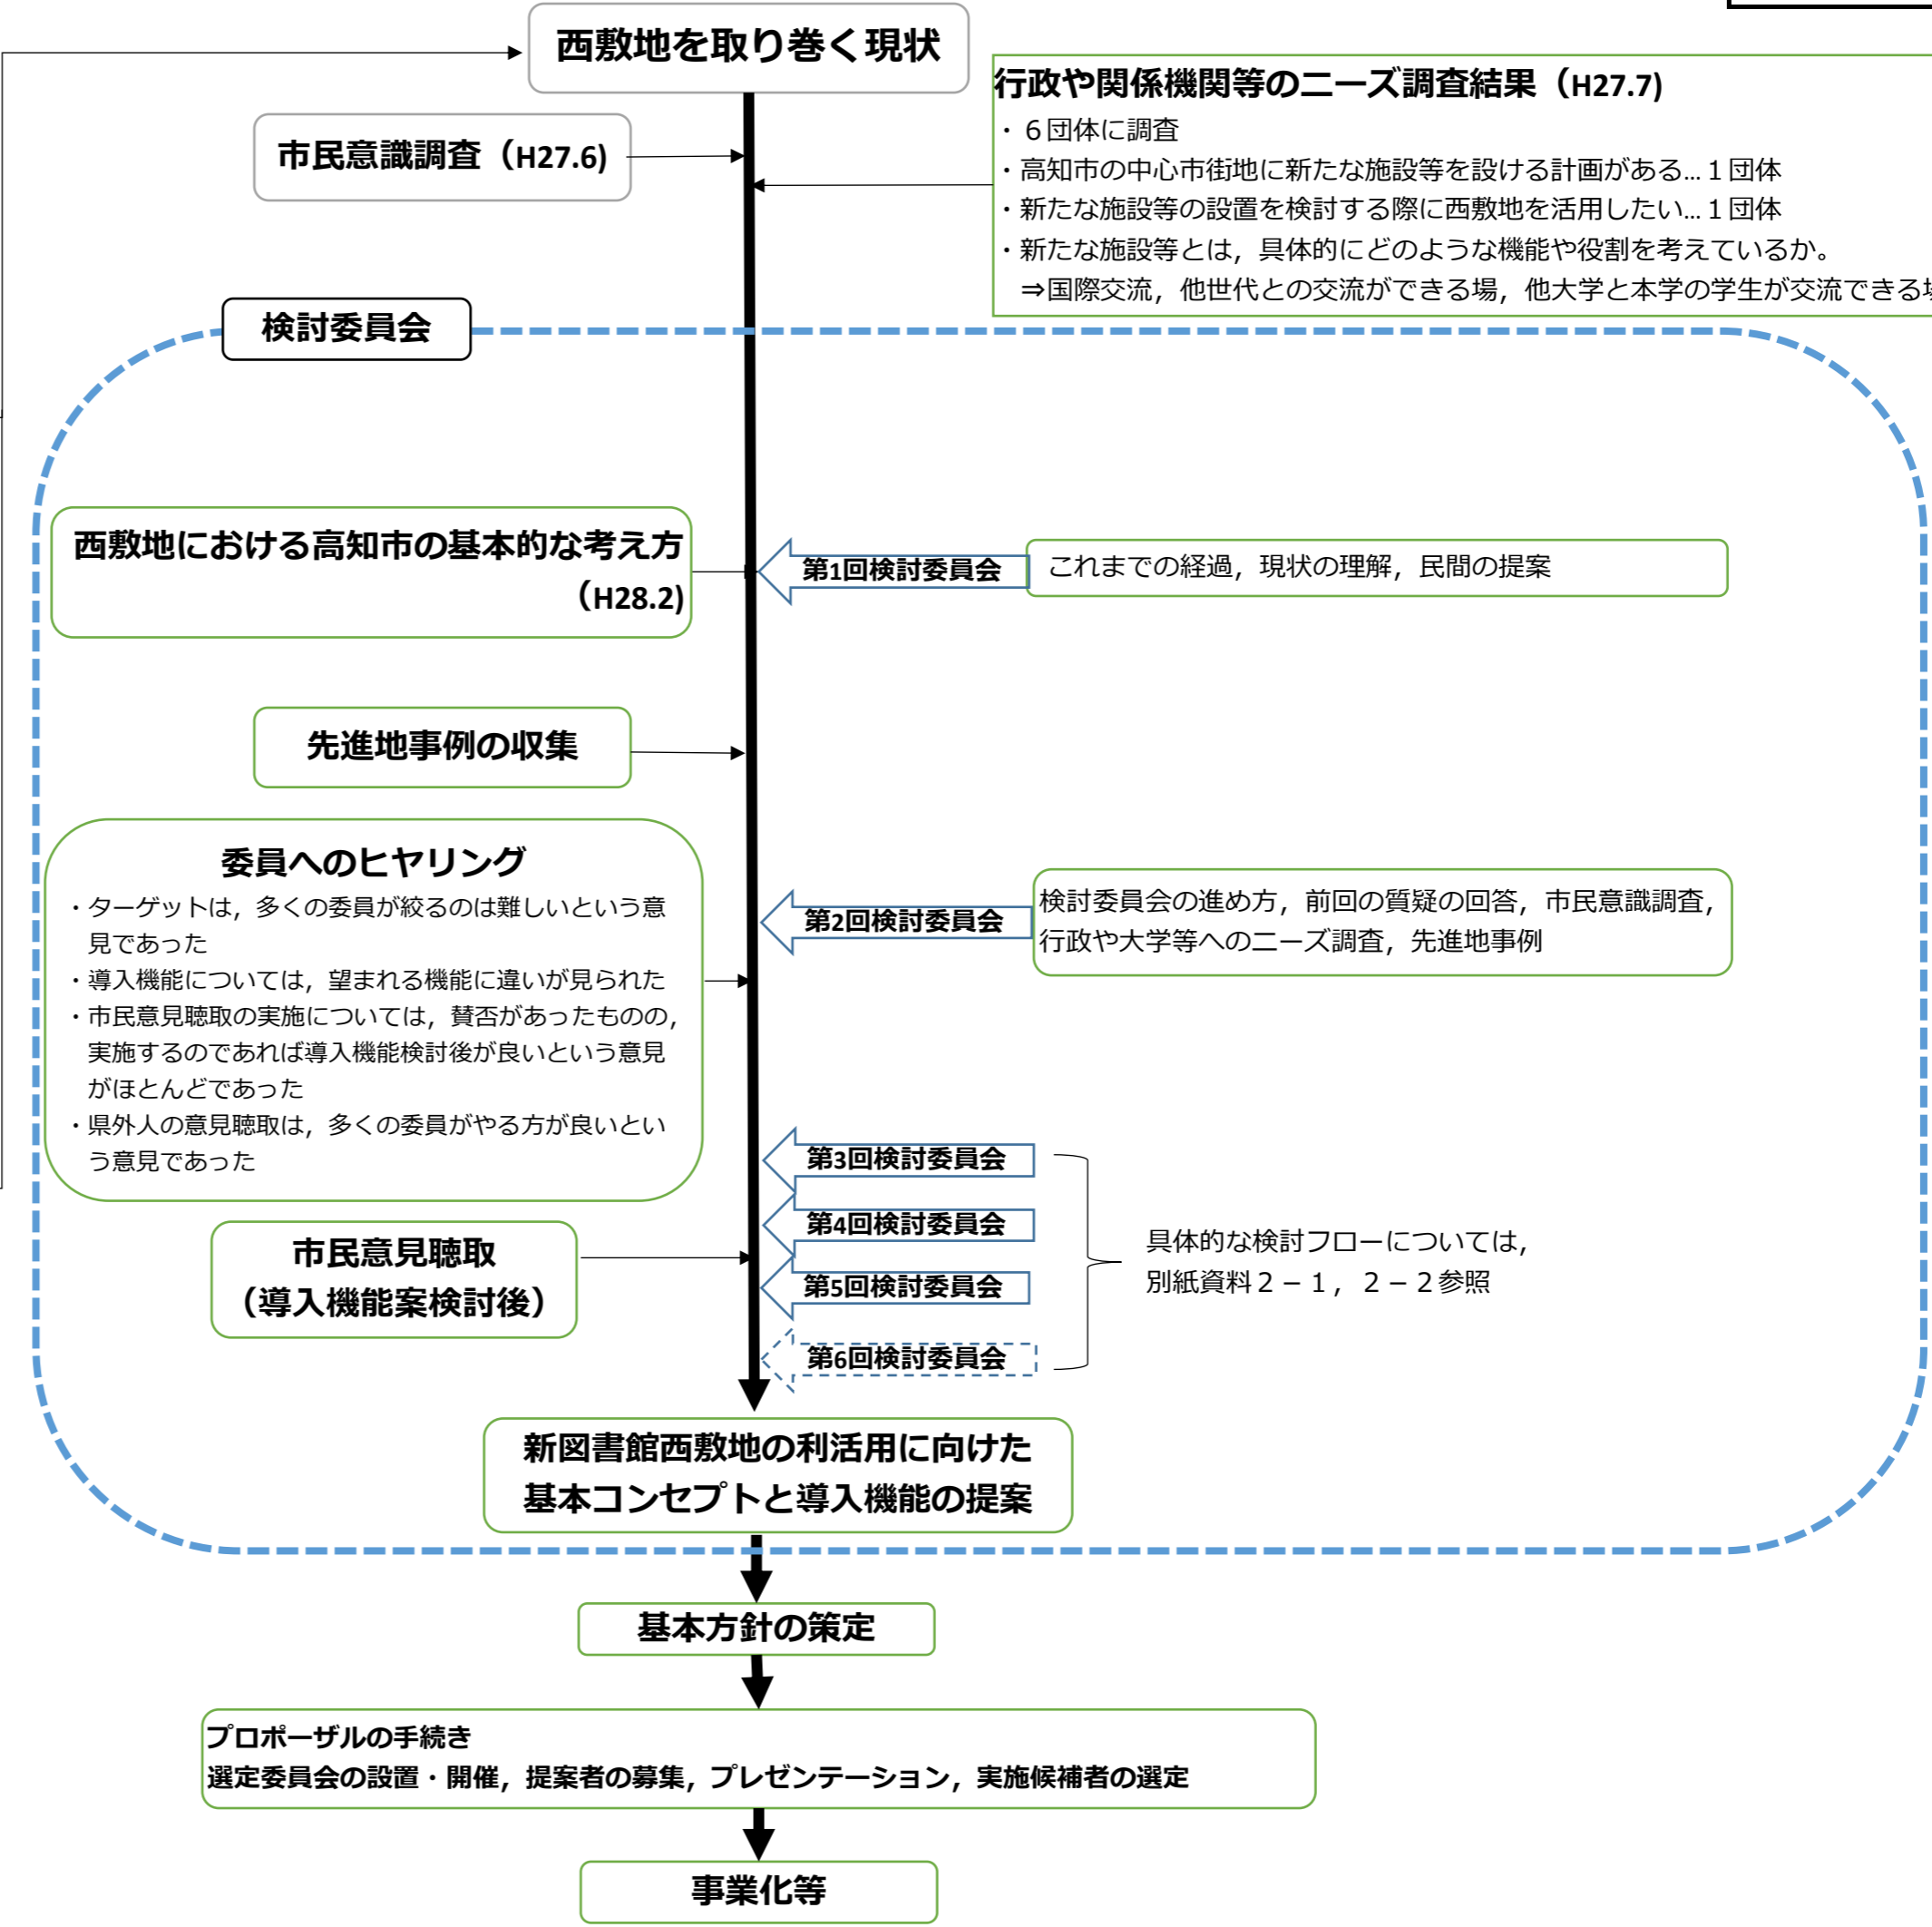 西敷地を取り巻く現状
市民意識調査（H27.6)
行政や関係機関等のニーズ調査結果（H27.7)
・６団体に調査
・高知市の中心市街地に新たな施設等を設ける計画がある…１団体
・新たな施設等の設置を検討する際に西敷地を活用したい…１団体
・新たな施設等とは，具体的にどのような機能や役割を考えているか。
⇒国際交流，他世代との交流ができる場，他大学と本学の学生が交流できる場
検討委員会
西敷地における高知市の基本的な考え方
（H28.2)
第1回検討委員会
これまでの経過，現状の理解，民間の提案
先進地事例の収集
委員へのヒヤリング
・ターゲットは，多くの委員が絞るのは難しいという意
見であった
・導入機能については，望まれる機能に違いが見られた
・市民意見聴取の実施については，賛否があったものの，
実施するのであれば導入機能検討後が良いという意見
がほとんどであった
・県外人の意見聴取は，多くの委員がやる方が良いとい
う意見であった
第2回検討委員会
検討委員会の進め方，前回の質疑の回答，市民意識調査，
行政や大学等へのニーズ調査，先進地事例
第3回検討委員会
第4回検討委員会
第5回検討委員会
第6回検討委員会
具体的な検討フローについては，
別紙資料２－１，２－２参照
市民意見聴取
（導入機能案検討後）
新図書館西敷地の利活用に向けた
基本コンセプトと導入機能の提案
基本方針の策定
プロポーザルの手続き
選定委員会の設置・開催，提案者の募集，プレゼンテーション，実施候補者の選定
事業化等